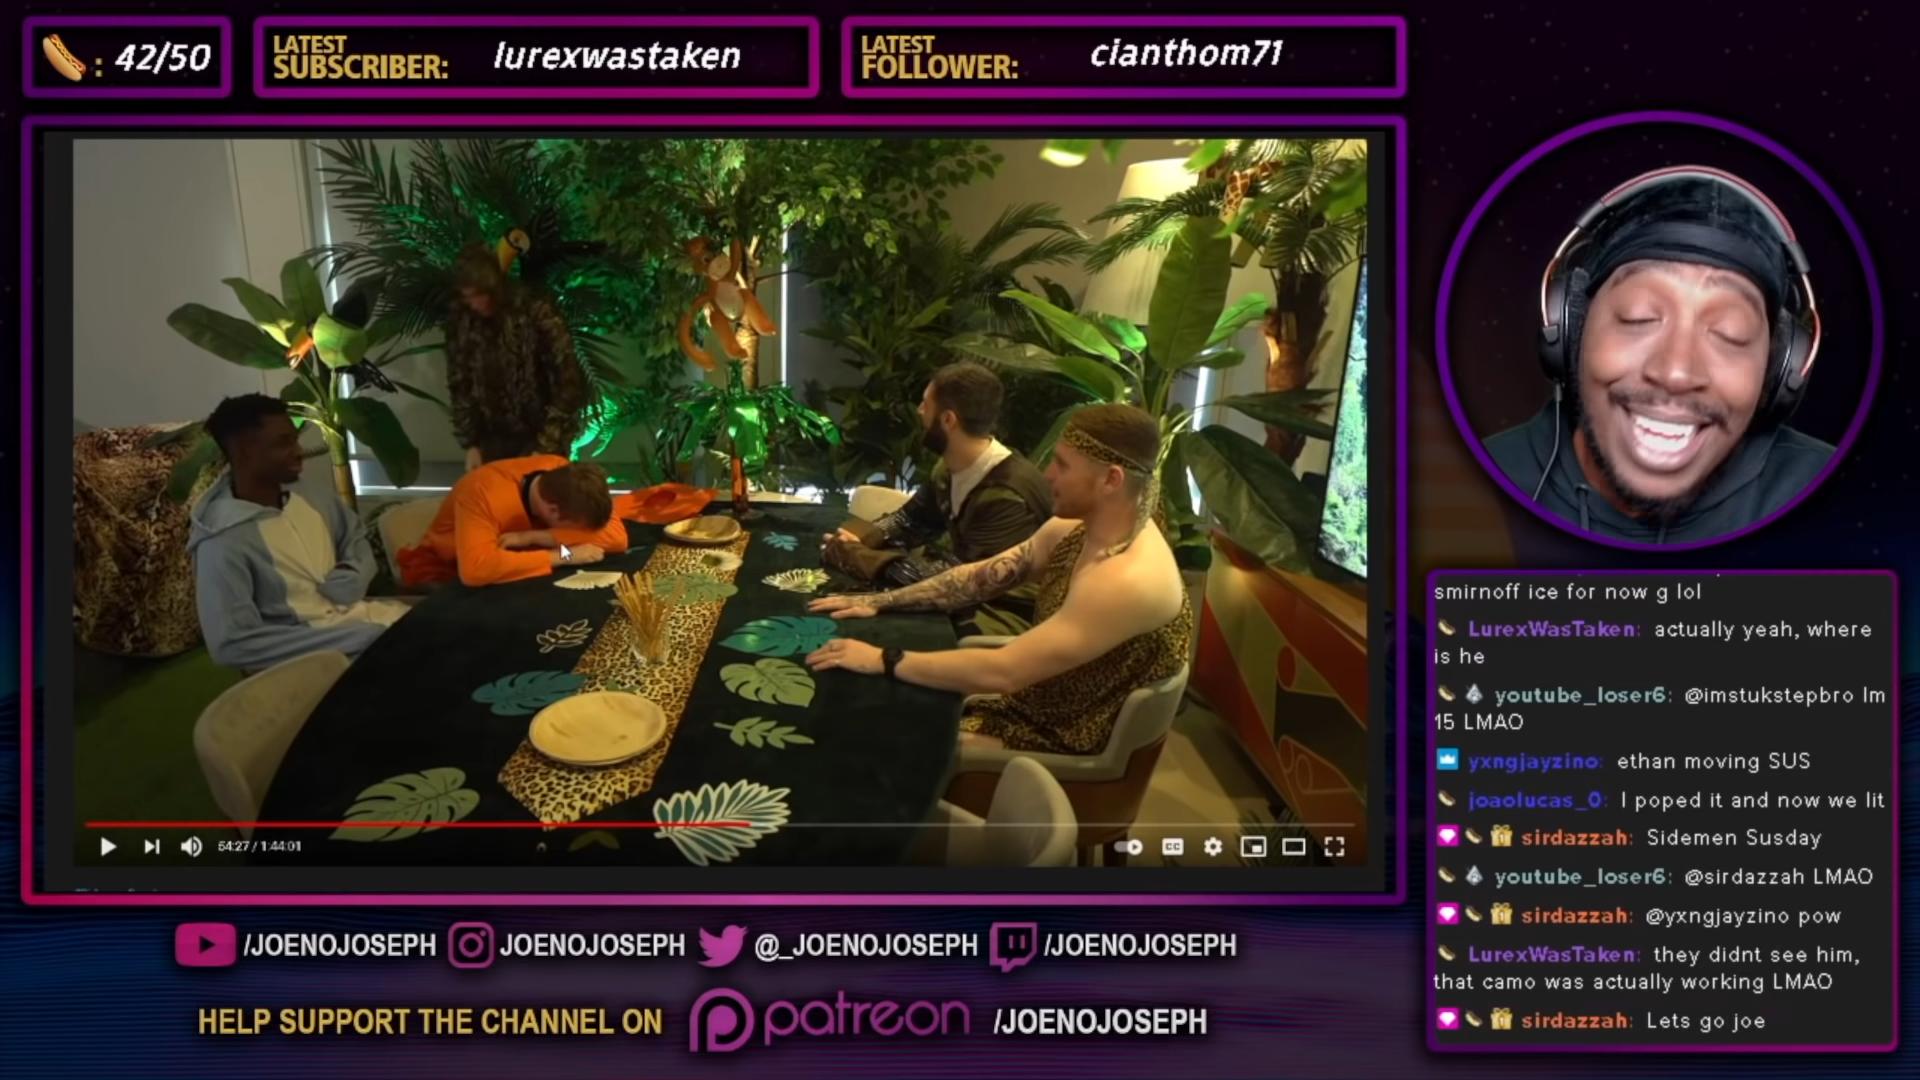 : 42/50
LATEST SUBSCRIBER: lurexwastaken
LATEST FOLLOWER: cianthom71
54:27 / 1:44:01
CC
smirnoff ice for now g lol
LurexWasTaken: actually yeah, where
is he
youtube_loser6: @imstukstepbro Im
15 LMAO
yxngjayzino: ethan moving SUS
joaolucas_0: I poped it and now we lit
sirdazzah: Sidemen Susday
youtube_loser6: @sirdazzah LMAO
sirdazzah: @yxngjayzino pow
LurexWasTaken: they didnt see him,
that camo was actually working LMAO
sirdazzah: Lets go joe
/JOENOJOSEPH JOENOJOSEPH @_JOENOJOSEPH /JOENOJOSEPH
HELP SUPPORT THE CHANNEL ON patreon /JOENOJOSEPH